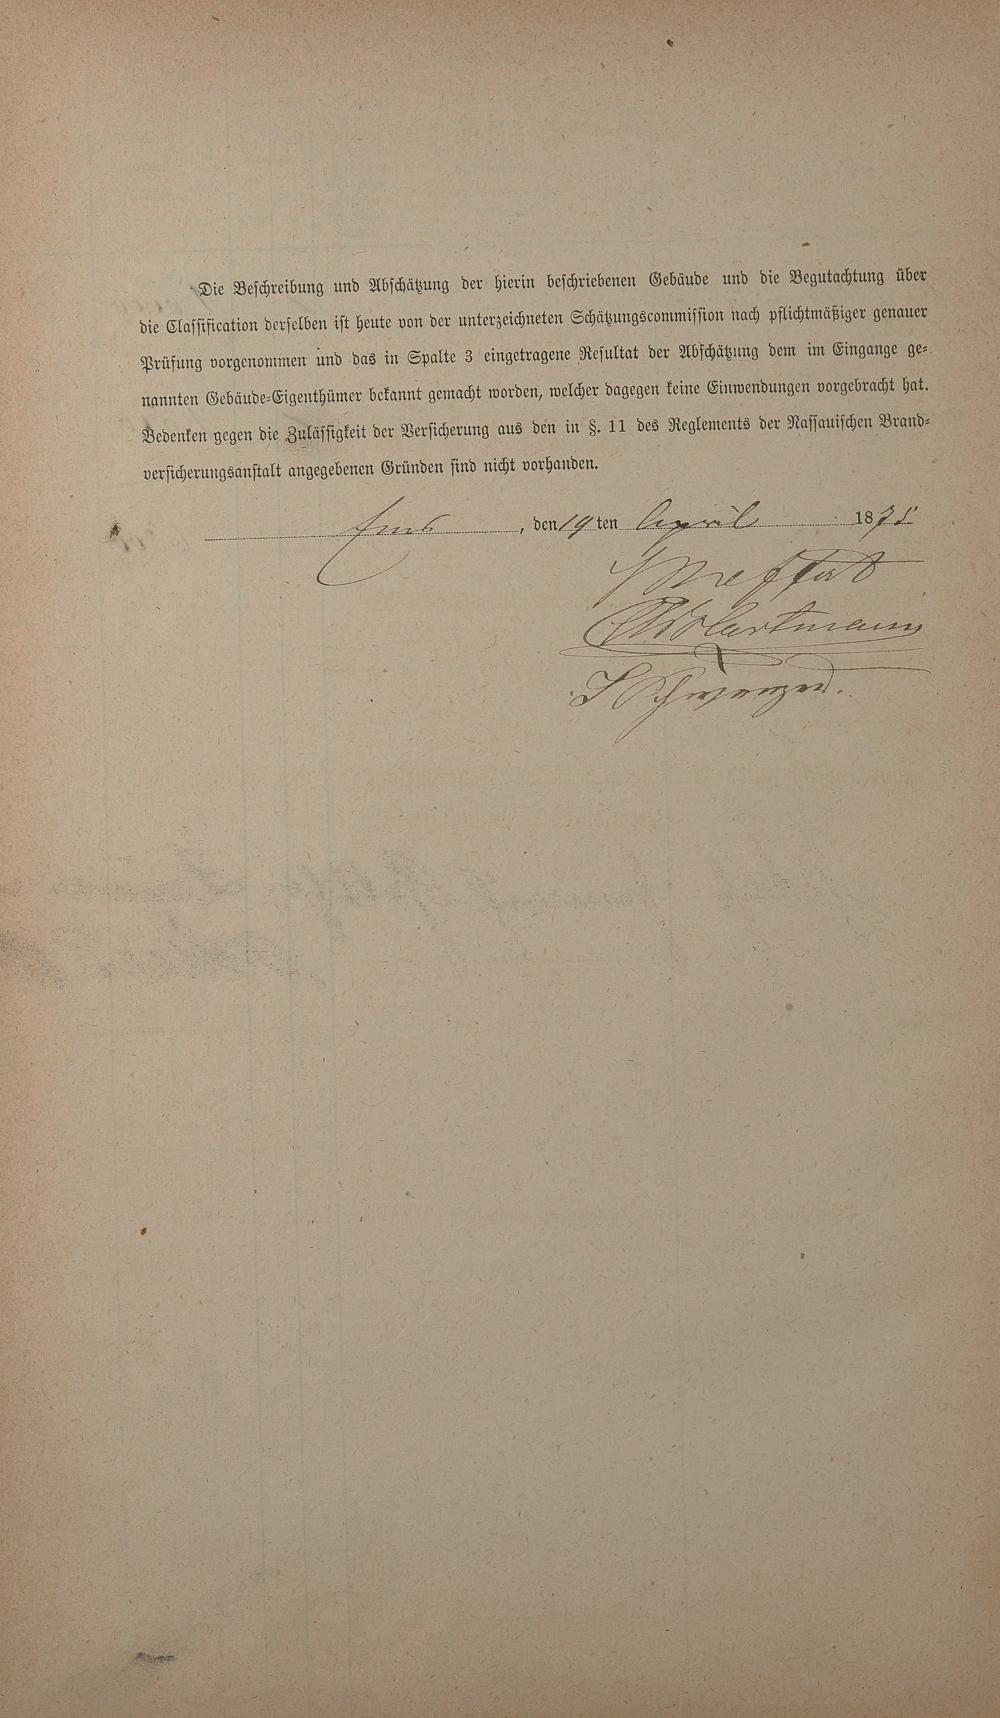 Die Beschreibung und Abschätzung der hierin beschriebenen Gebäude und die Begutachtung über
die Classification derselben ist heute von der unterzeichneten Schätzungscommission nach pflichtmäßiger genauer
Prüfung vorgenommen und das in Spalte 3 eingetragene Resultat der Abschätzung dem im Eingange ge-
nannten Gebäude-Eigenthümer bekannt gemacht worden, welcher dagegen keine Einwendungen vorgebracht hat.
Bedenken gegen die Zulässigkeit der Versicherung aus den in §. 11 des Reglements der Nassauischen Brand-
versicherungsanstalt angegebenen Gründen sind nicht vorhanden.
Ems, den 19ten April 1875
Hartmann